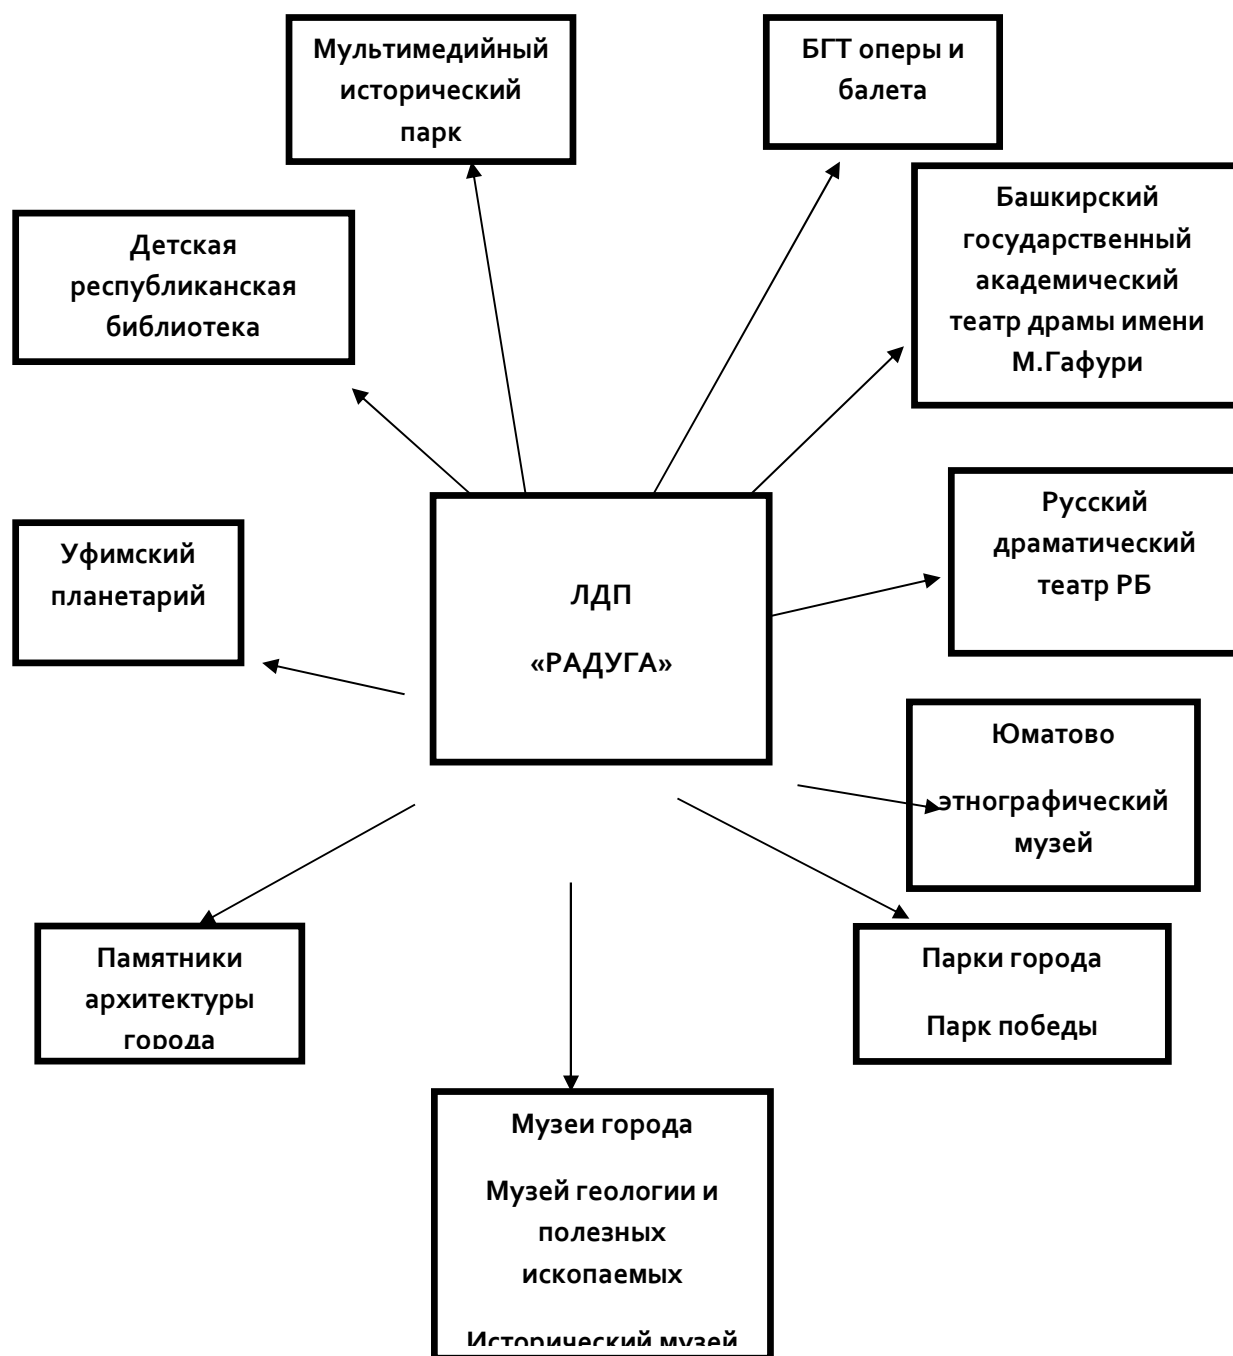 Мультимедийный
исторический
парк
БГТ оперы и
балета
Башкирский
государственный
академический
театр драмы имени
М.Гафури
Детская
республиканская
библиотека
Русский
драматический
театр РБ
Уфимский
планетарий
ЛДП
«РАДУГА»
Юматово
этнографический
музей
Памятники
архитектуры
города
Парки города
Парк победы
Музеи города
Музей геологии и
полезных
ископаемых
Исторический музей